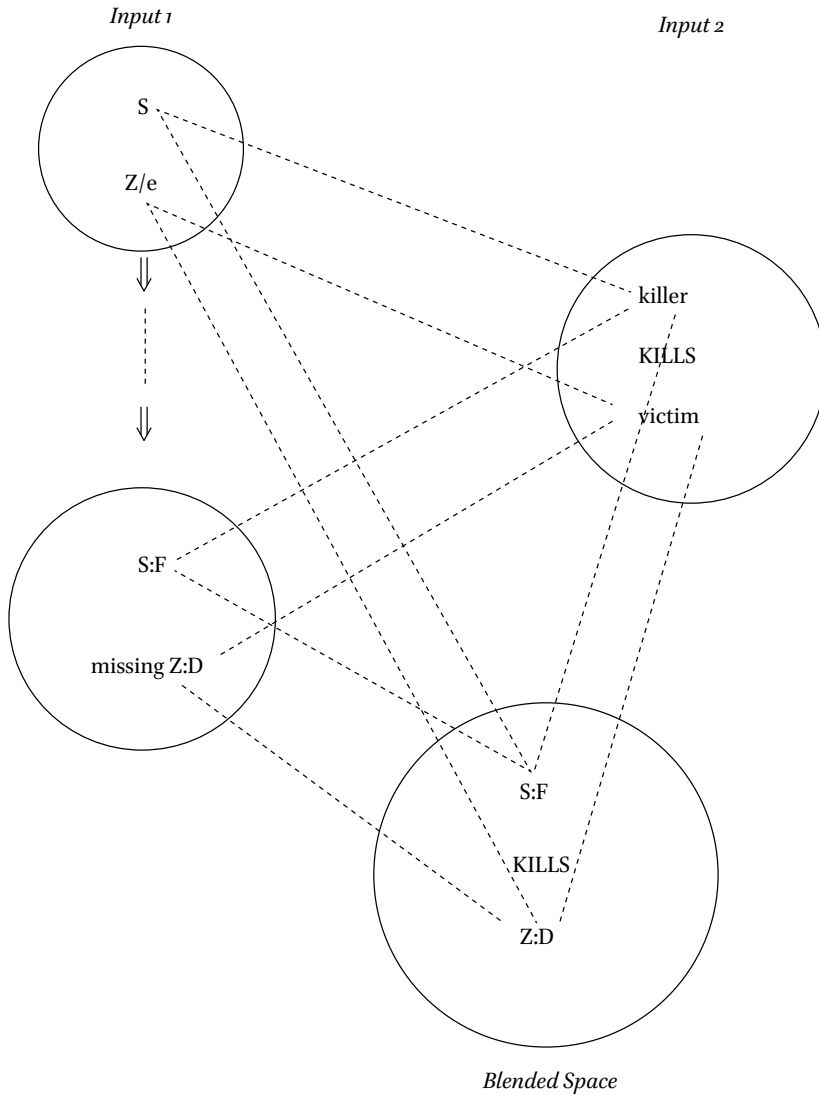 Input 1
Input 2
S
Z/e
killer
KILLS
victim
S:F
missing Z:D
S:F
KILLS
Z:D
Blended Space